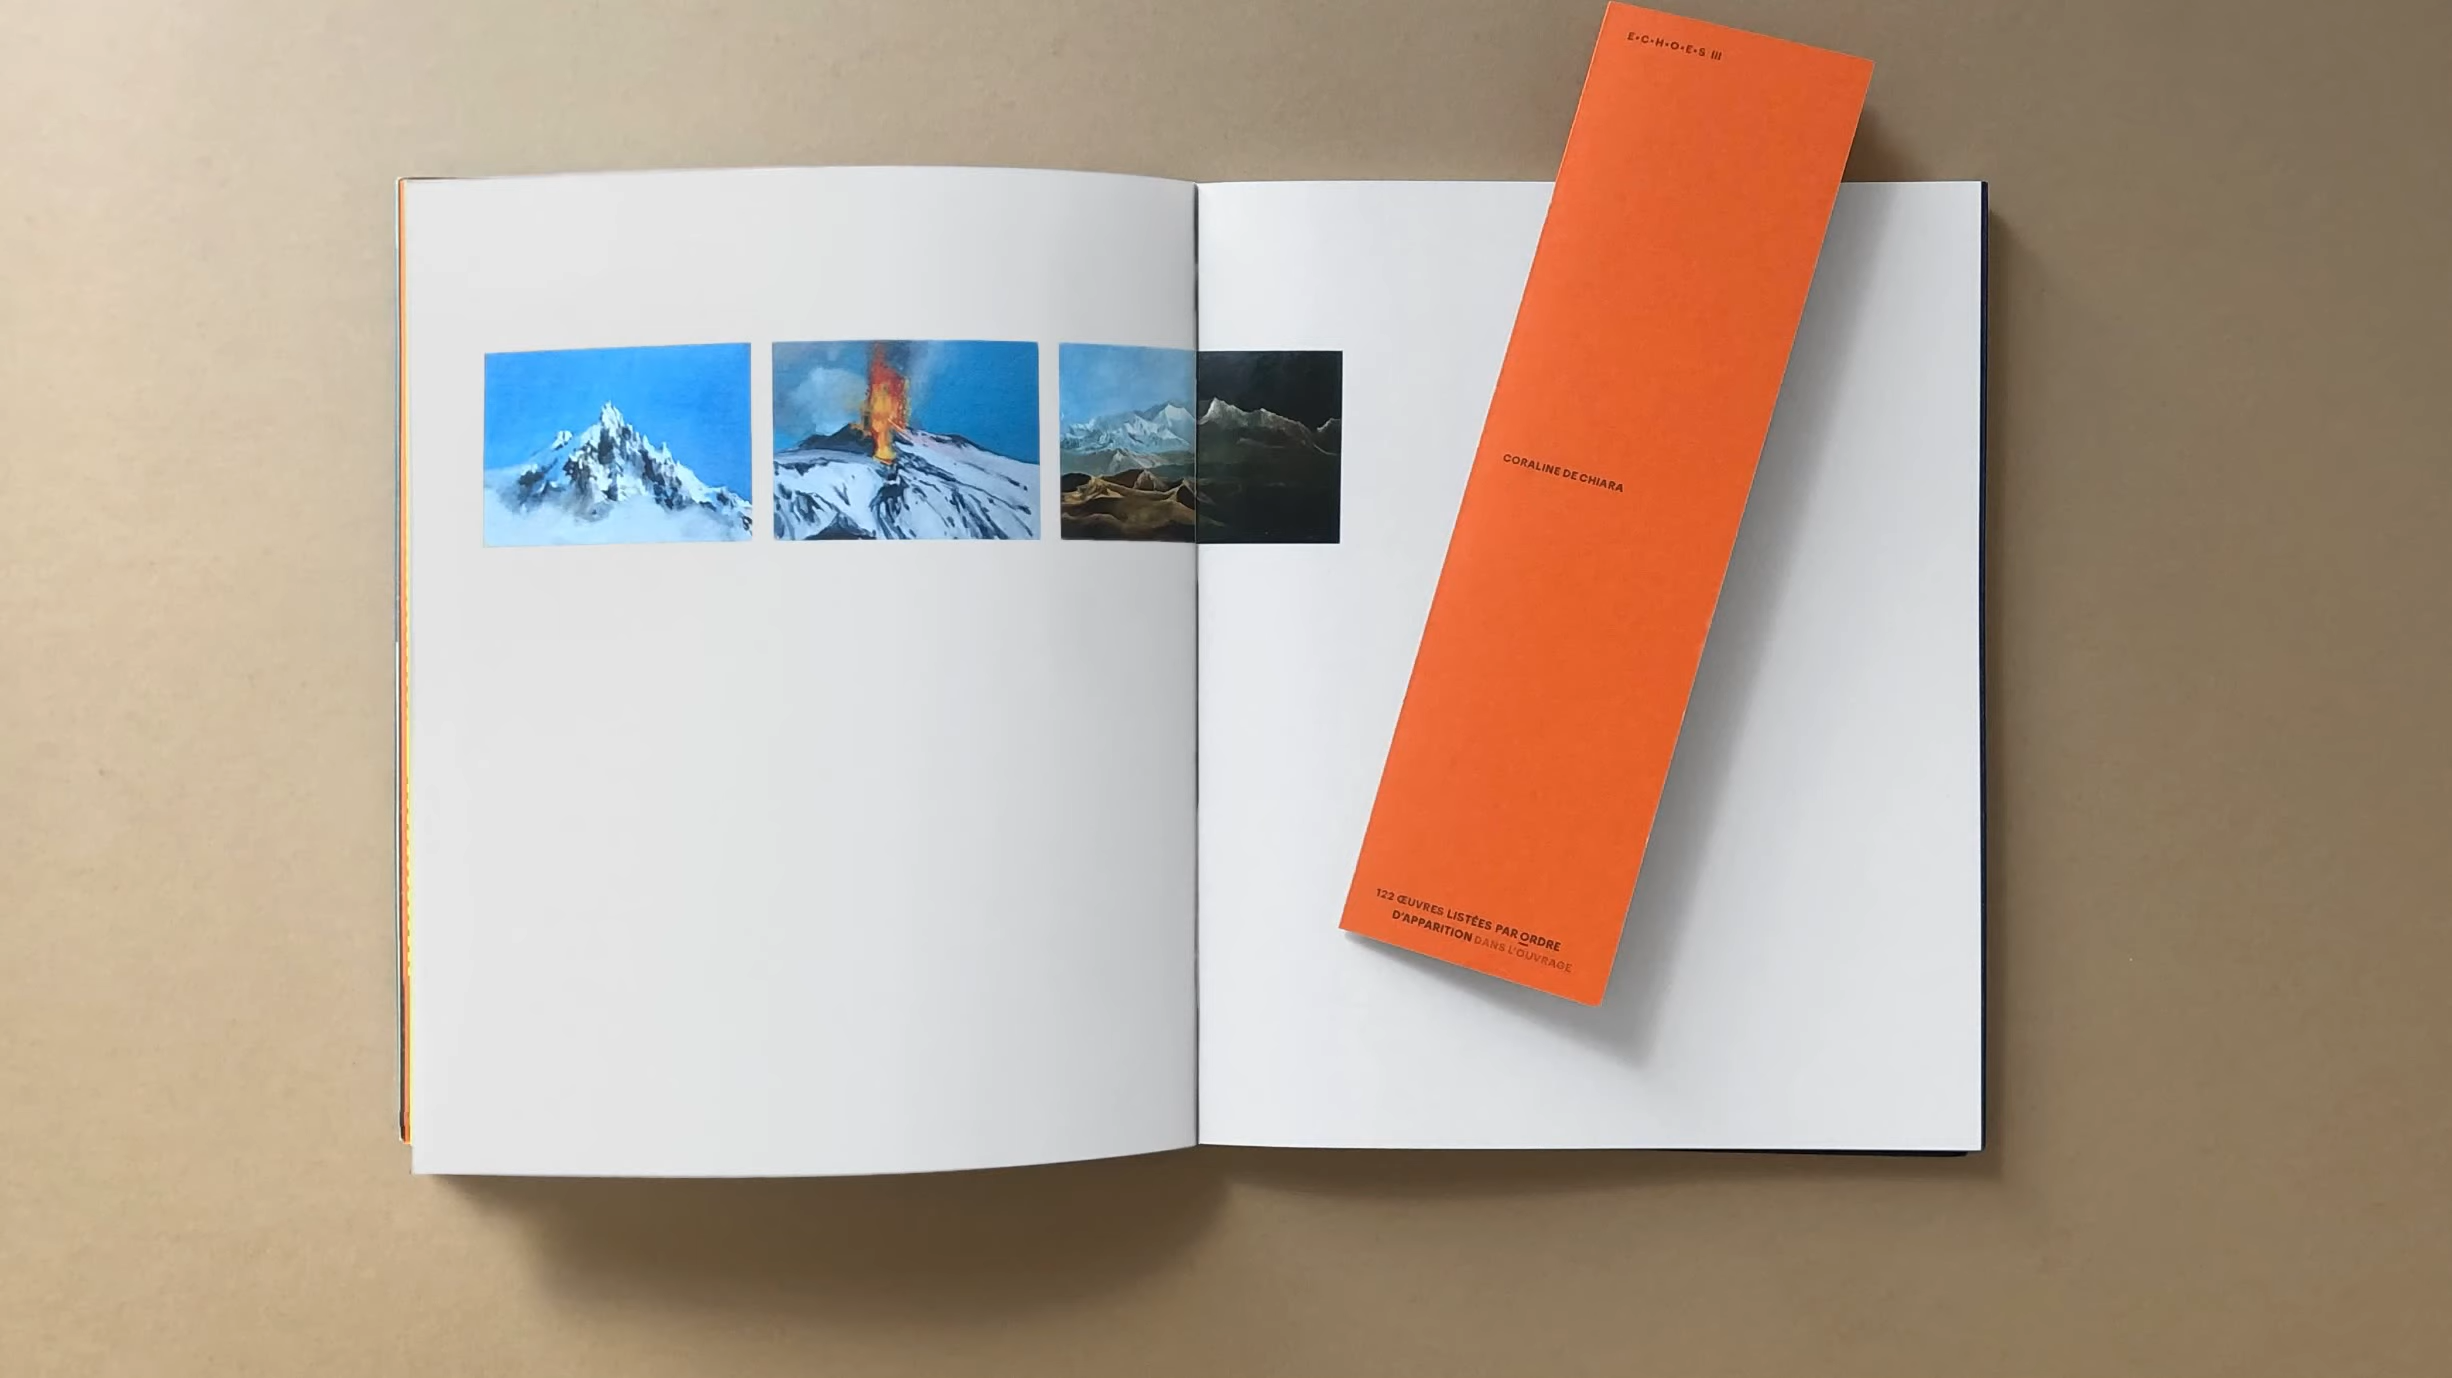 E•C•H•O•E•S III
CORALINE DE CHIARA
122 ŒUVRES LISTÉES PAR ORDRE
D'APPARITION DANS L'OUVRAGE